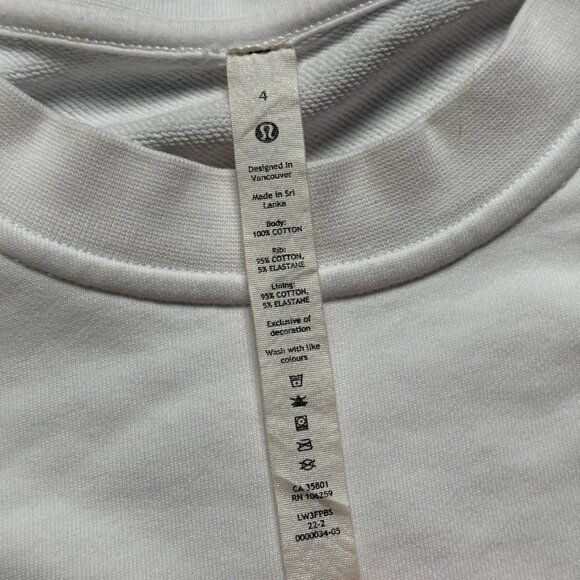 4
Designed in
Vancouver
Made in Sri
Lanka
Body:
100% COTTON
Rib:
95% COTTON,
5% ELASTANE
Lining:
95% COTTON,
5% ELASTANE
Exclusive of
decoration
Wash with like
colours
CA 35801
RN 106259
LW3FPBS
22-2
0000034-05